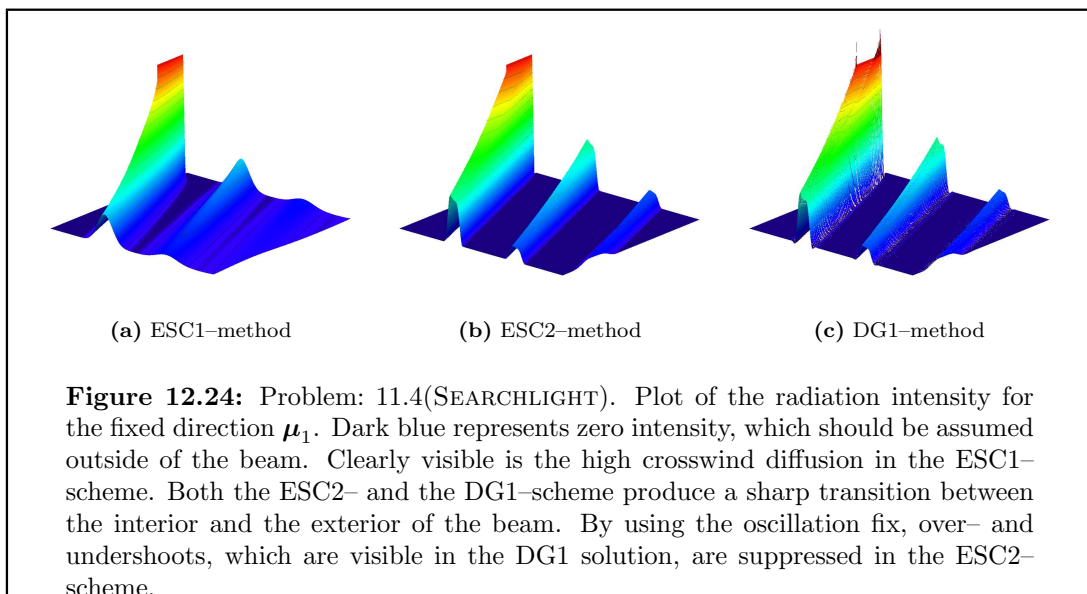 (a) ESC1–method
(b) ESC2–method
(c) DG1–method
Figure 12.24: Problem: 11.4(SEARCHLIGHT). Plot of the radiation intensity for
the fixed direction μ₁. Dark blue represents zero intensity, which should be assumed
outside of the beam. Clearly visible is the high crosswind diffusion in the ESC1–
scheme. Both the ESC2– and the DG1–scheme produce a sharp transition between
the interior and the exterior of the beam. By using the oscillation fix, over– and
undershoots, which are visible in the DG1 solution, are suppressed in the ESC2–
scheme.